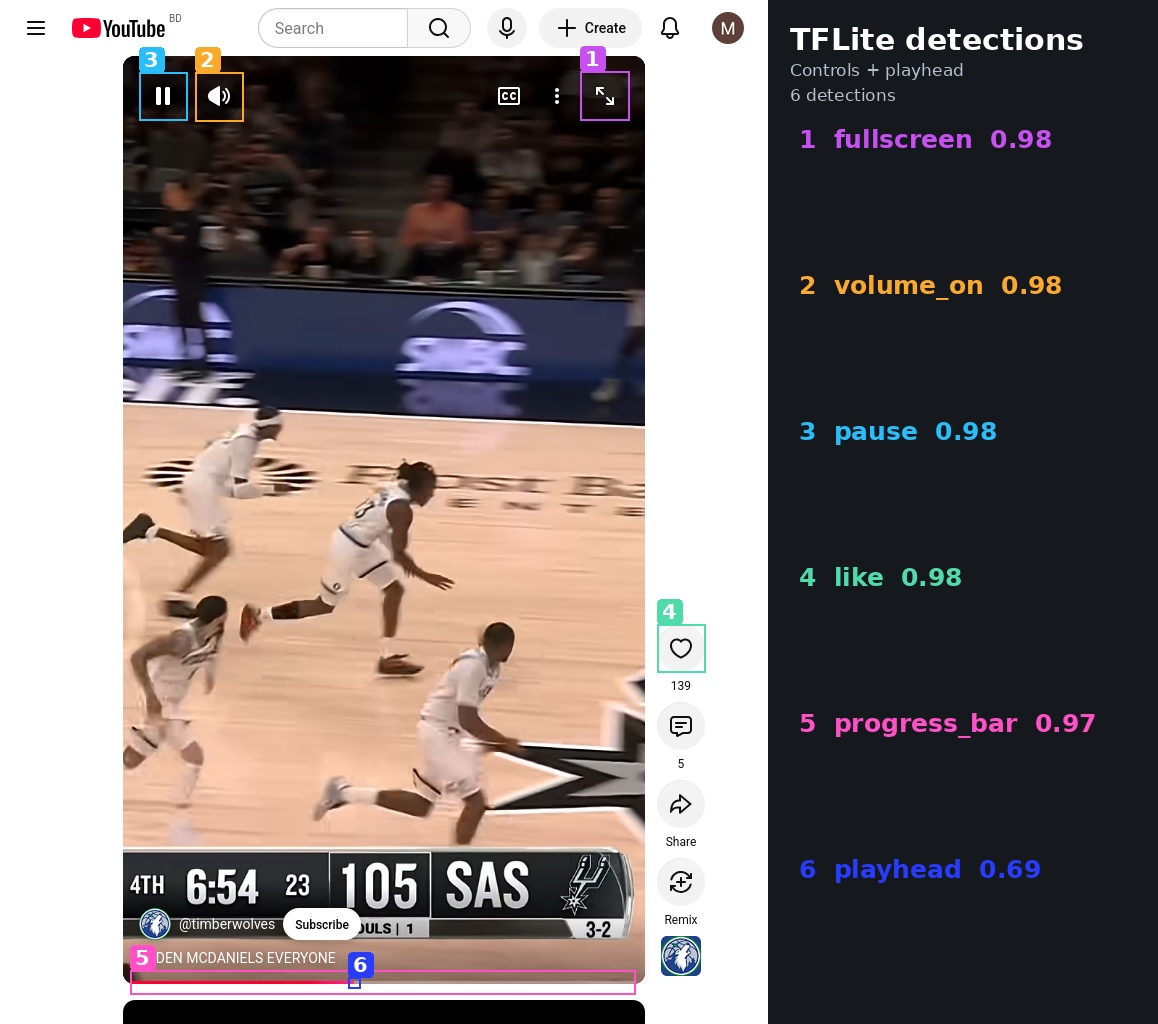 YouTube BD
Search
Create
M
TFLite detections
Controls + playhead
6 detections
1 fullscreen 0.98
2 volume_on 0.98
3 pause 0.98
4 like 0.98
5 progress_bar 0.97
6 playhead 0.69
3
2
1
CC
4
139
5
Share
Remix
4TH 6:54 23 105 SAS
@timberwolves
Subscribe
OULS | 1
3-2
5
DEN MCDANIELS EVERYONE
6